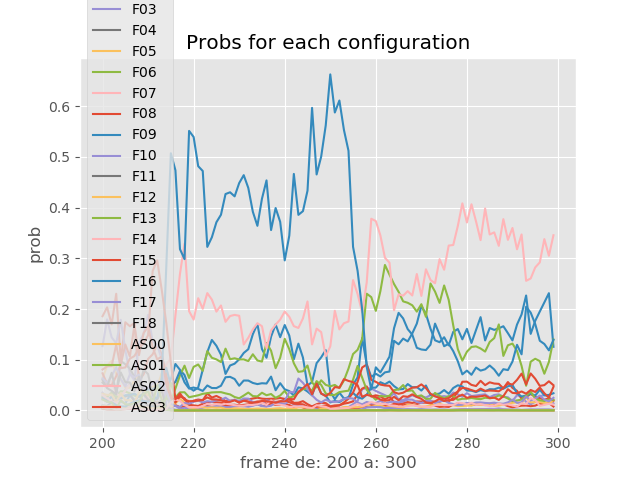 F03
F04
F05
F06
F07
F08
F09
F10
F11
F12
F13
F14
F15
F16
F17
F18
AS00
AS01
AS02
AS03
Probs for each configuration
prob
0.6
0.5
0.4
0.3
0.2
0.1
0.0
200 220 240 260 280 300
frame de: 200 a: 300